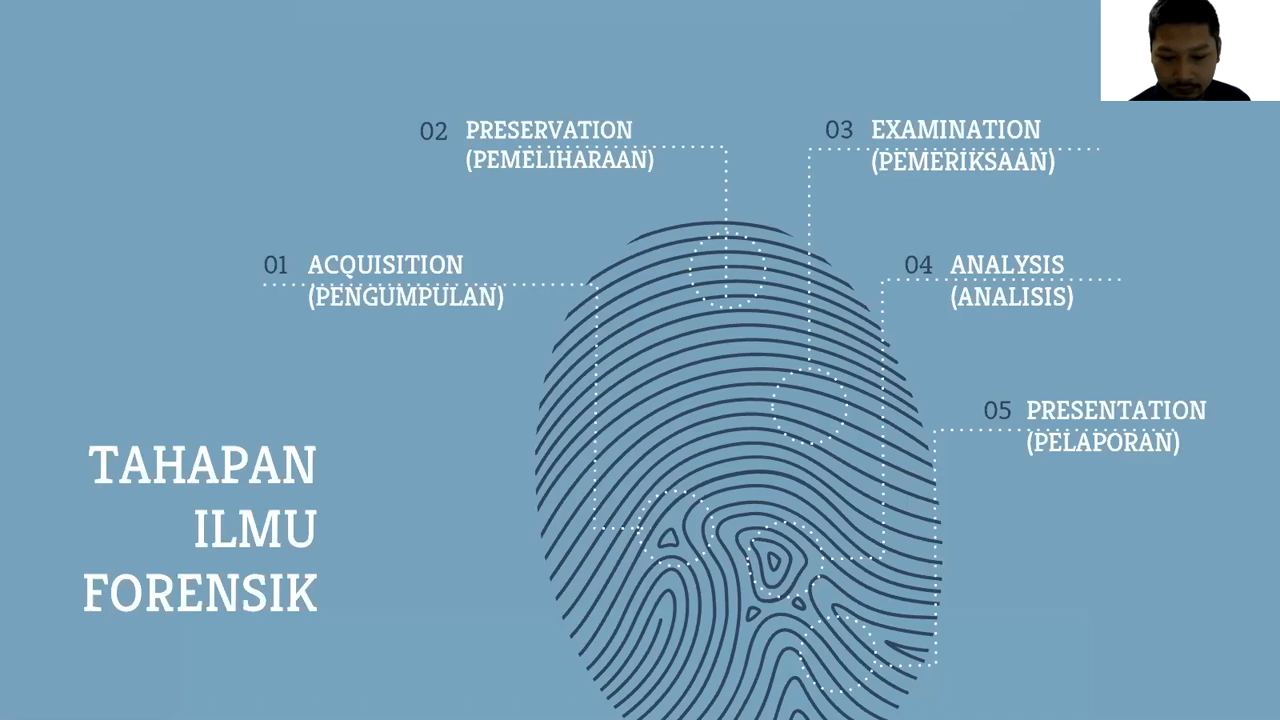 02 PRESERVATION
(PEMELIHARAAN)
03 EXAMINATION
(PEMERIKSAAN)
01 ACQUISITION
(PENGUMPULAN)
04 ANALYSIS
(ANALISIS)
05 PRESENTATION
(PELAPORAN)
TAHAPAN
ILMU
FORENSIK